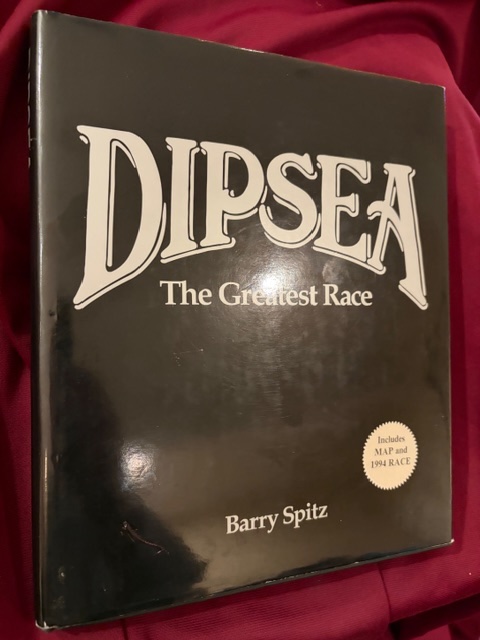 DIPSEA
The Greatest Race
Includes
MAP and
1994 RACE
Barry Spitz